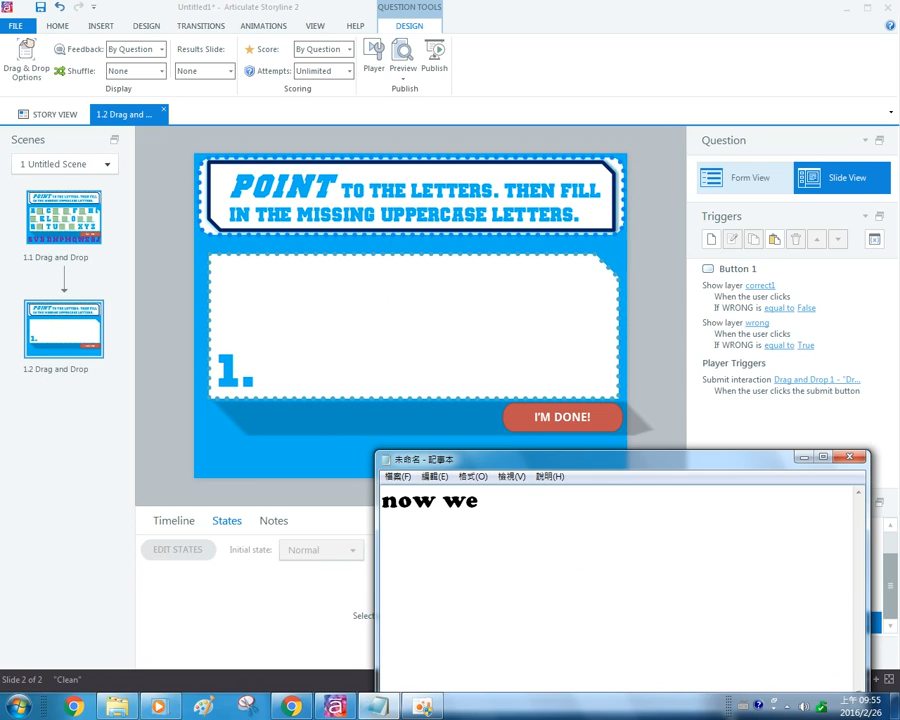 Untitled1* - Articulate Storyline 2
QUESTION TOOLS
FILE HOME INSERT DESIGN TRANSITIONS ANIMATIONS VIEW HELP DESIGN
Drag & Drop Options
Feedback: By Question
Results Slide:
Score: By Question
Shuffle: None
None
Attempts: Unlimited
Player Preview Publish
Display
Scoring
Publish
STORY VIEW
1.2 Drag and ...
Scenes
1 Untitled Scene
1.1 Drag and Drop
1.2 Drag and Drop
POINT TO THE LETTERS. THEN FILL
IN THE MISSING UPPERCASE LETTERS.
1.
I'M DONE!
Question
Form View
Slide View
Triggers
Button 1
Show layer correct1
When the user clicks
If WRONG is equal to False
Show layer wrong
When the user clicks
If WRONG is equal to True
Player Triggers
Submit interaction Drag and Drop 1 - "Dr...
When the user clicks the submit button
Timeline States Notes
EDIT STATES
Initial state: Normal
Select
未命名 - 記事本
檔案(F) 編輯(E) 格式(O) 檢視(V) 說明(H)
now we
Slide 2 of 2
"Clean"
上午 09:55
2016/2/26